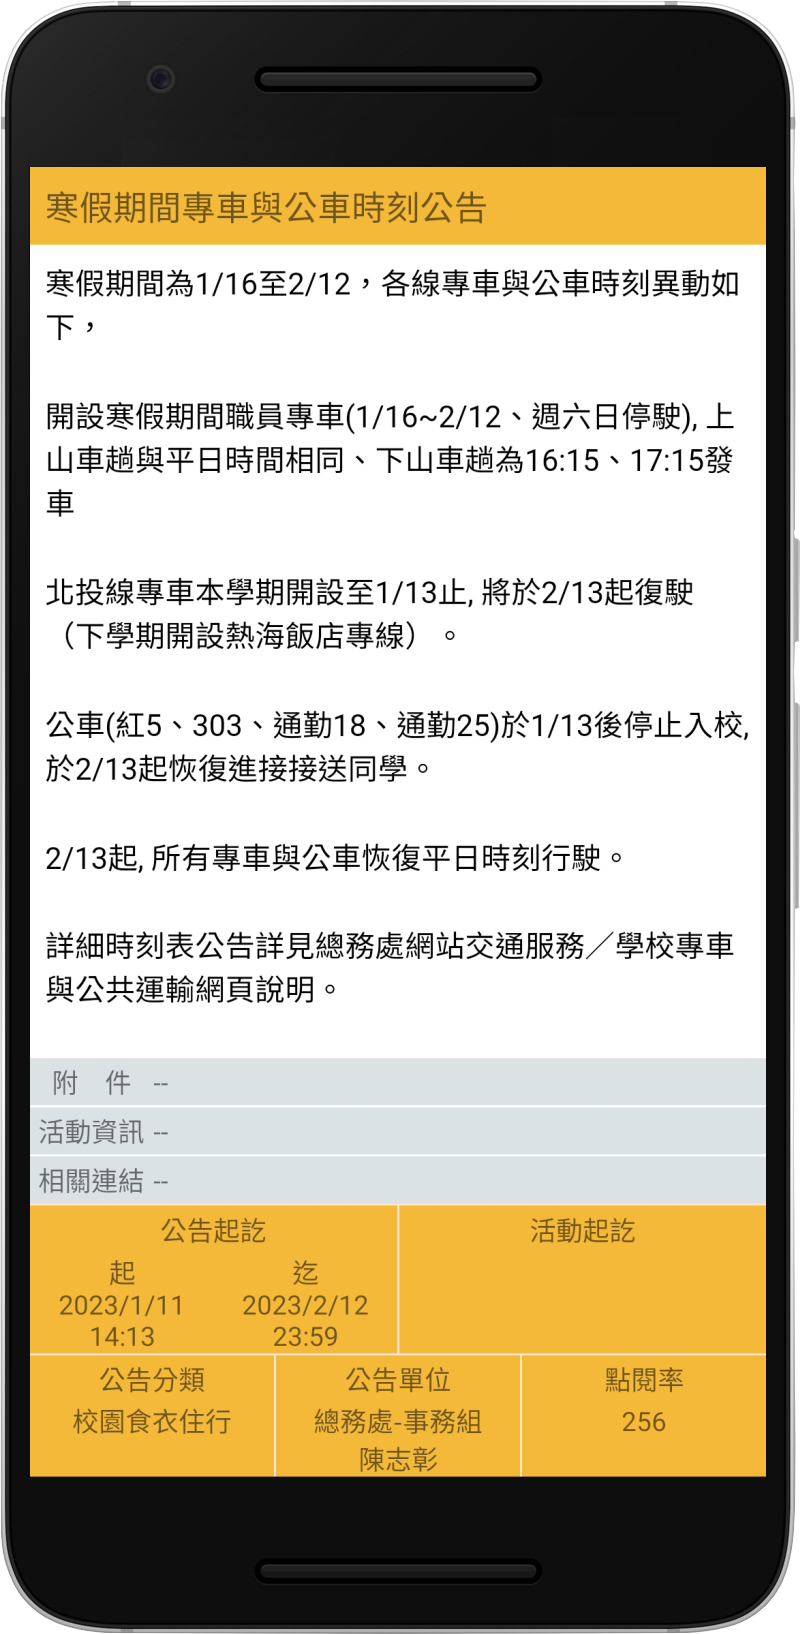 寒假期間專車與公車時刻公告
寒假期間為1/16至2/12，各線專車與公車時刻異動如
下，
開設寒假期間職員專車(1/16~2/12、週六日停駛), 上
山車趟與平日時間相同、下山車趟為16:15、17:15發
車
北投線專車本學期開設至1/13止, 將於2/13起復駛
（下學期開設熱海飯店專線）。
公車(紅5、303、通勤18、通勤25)於1/13後停止入校,
於2/13起恢復進接接送同學。
2/13起, 所有專車與公車恢復平日時刻行駛。
詳細時刻表公告詳見總務處網站交通服務／學校專車
與公共運輸網頁說明。
附　件 --
活動資訊 --
相關連結 --
公告起訖
起
2023/1/11
14:13
迄
2023/2/12
23:59
活動起訖
公告分類
校園食衣住行
公告單位
總務處-事務組
陳志彰
點閱率
256